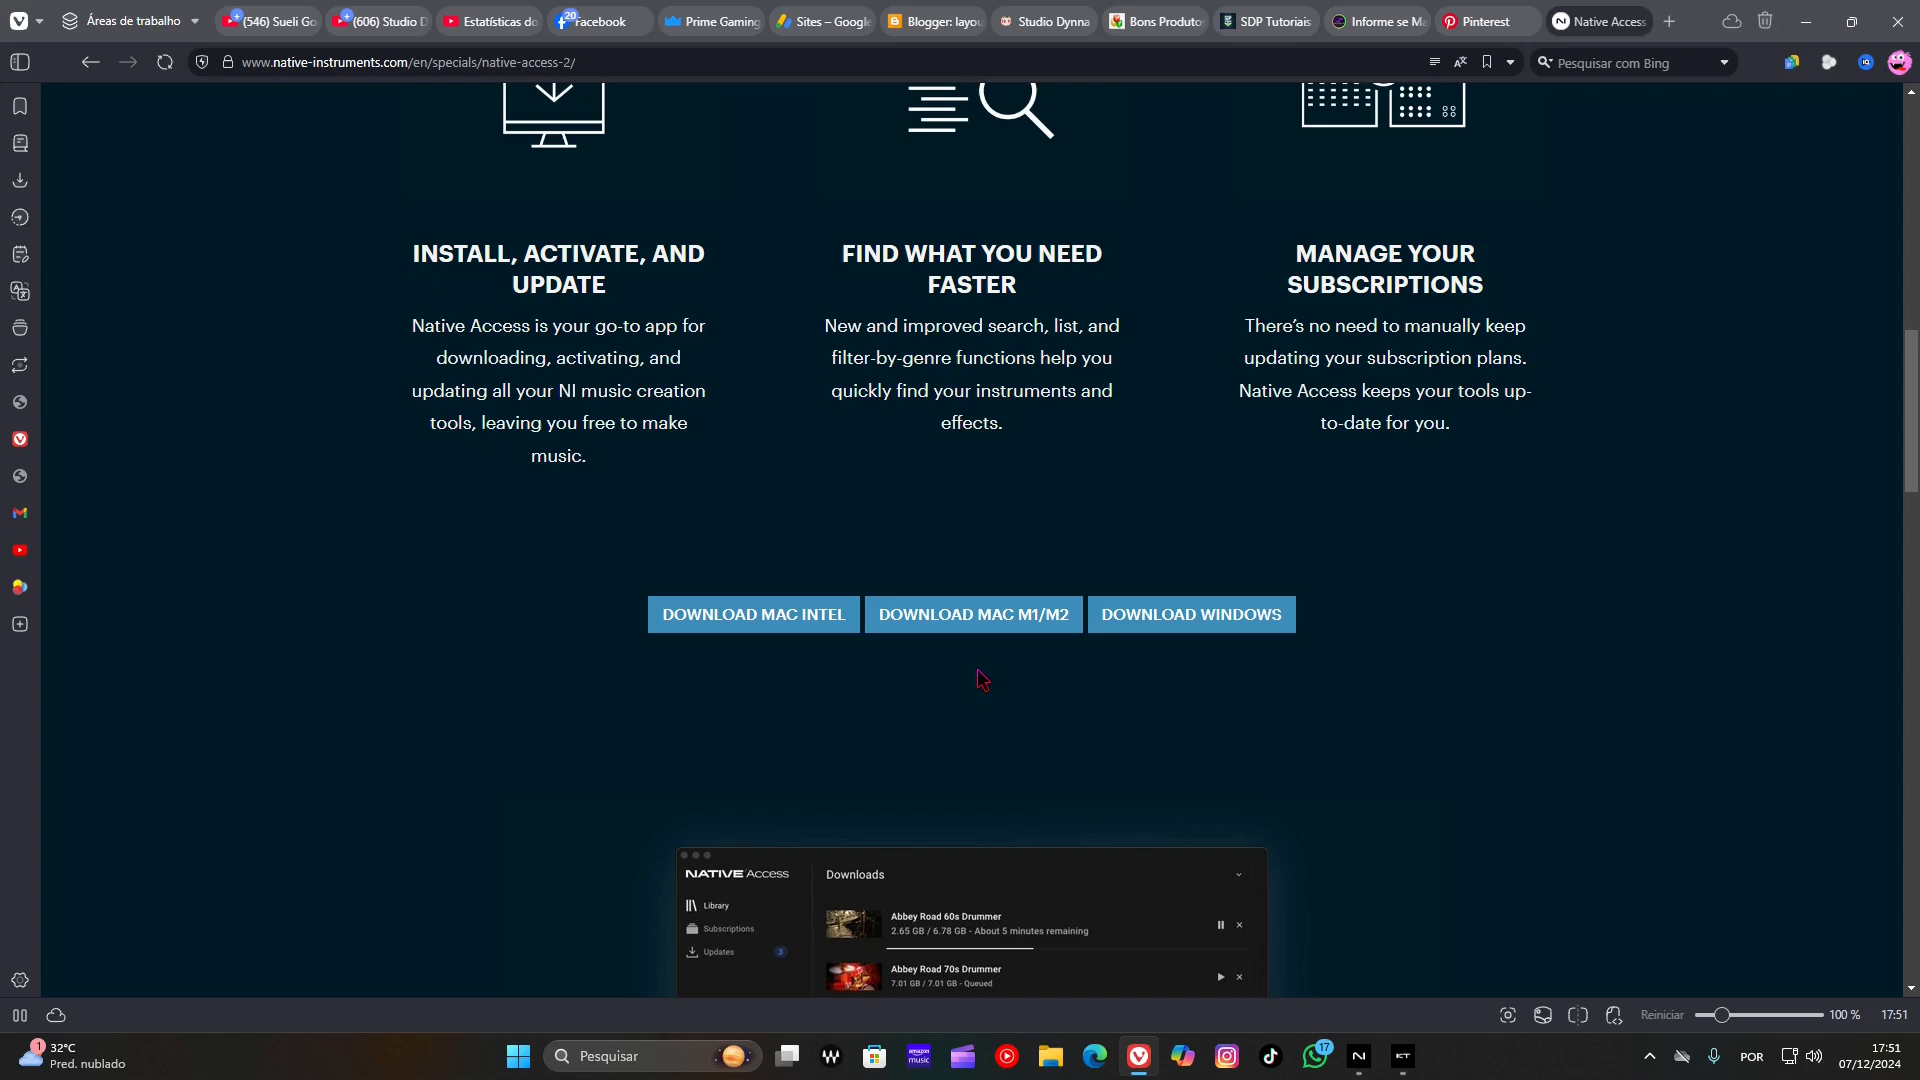 Áreas de trabalho
(546) Sueli Go
(606) Studio D
Estatísticas do
20
Facebook
Prime Gaming
Sites – Google
Blogger: layou
Studio Dynna
Bons Produtos
SDP Tutoriais
Informe se Ma
Pinterest
Native Access
www.native-instruments.com/en/specials/native-access-2/
Pesquisar com Bing
INSTALL, ACTIVATE, AND
UPDATE
Native Access is your go-to app for
downloading, activating, and
updating all your NI music creation
tools, leaving you free to make
music.
FIND WHAT YOU NEED
FASTER
New and improved search, list, and
filter-by-genre functions help you
quickly find your instruments and
effects.
MANAGE YOUR
SUBSCRIPTIONS
There’s no need to manually keep
updating your subscription plans.
Native Access keeps your tools up-
to-date for you.
DOWNLOAD MAC INTEL
DOWNLOAD MAC M1/M2
DOWNLOAD WINDOWS
NATIVE Access
Library
Subscriptions
Updates
3
Downloads
Abbey Road 60s Drummer
2.65 GB / 6.78 GB - About 5 minutes remaining
Abbey Road 70s Drummer
7.01 GB / 7.01 GB - Queued
Reiniciar
100 %
17:51
1
32°C
Pred. nublado
Pesquisar
amazon music
17
POR
17:51
07/12/2024